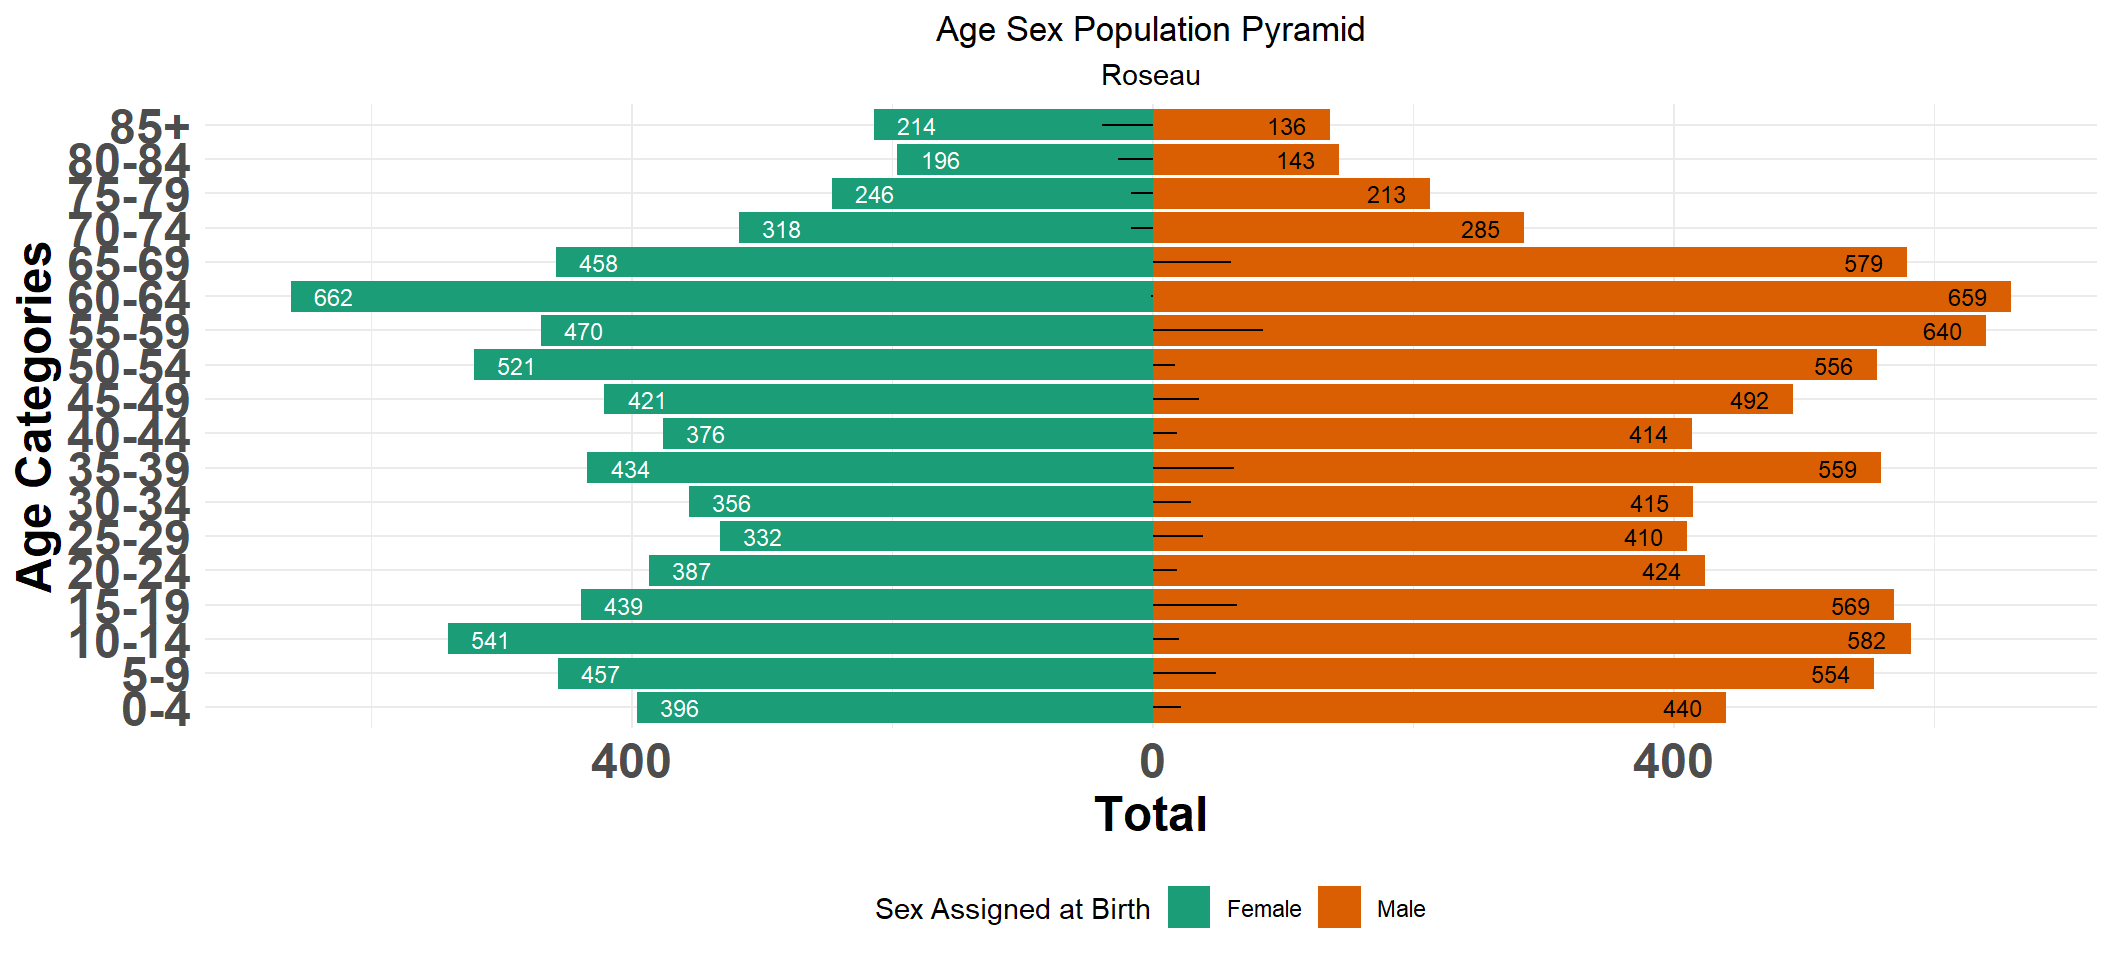 Age Sex Population Pyramid
Roseau
Age Categories
85+ 214 136
80-84 196 143
75-79 246 213
70-74 318 285
65-69 458 579
60-64 662 659
55-59 470 640
50-54 521 556
45-49 421 492
40-44 376 414
35-39 434 559
30-34 356 415
25-29 332 410
20-24 387 424
15-19 439 569
10-14 541 582
5-9 457 554
0-4 396 440
400 0 400
Total
Sex Assigned at Birth Female Male